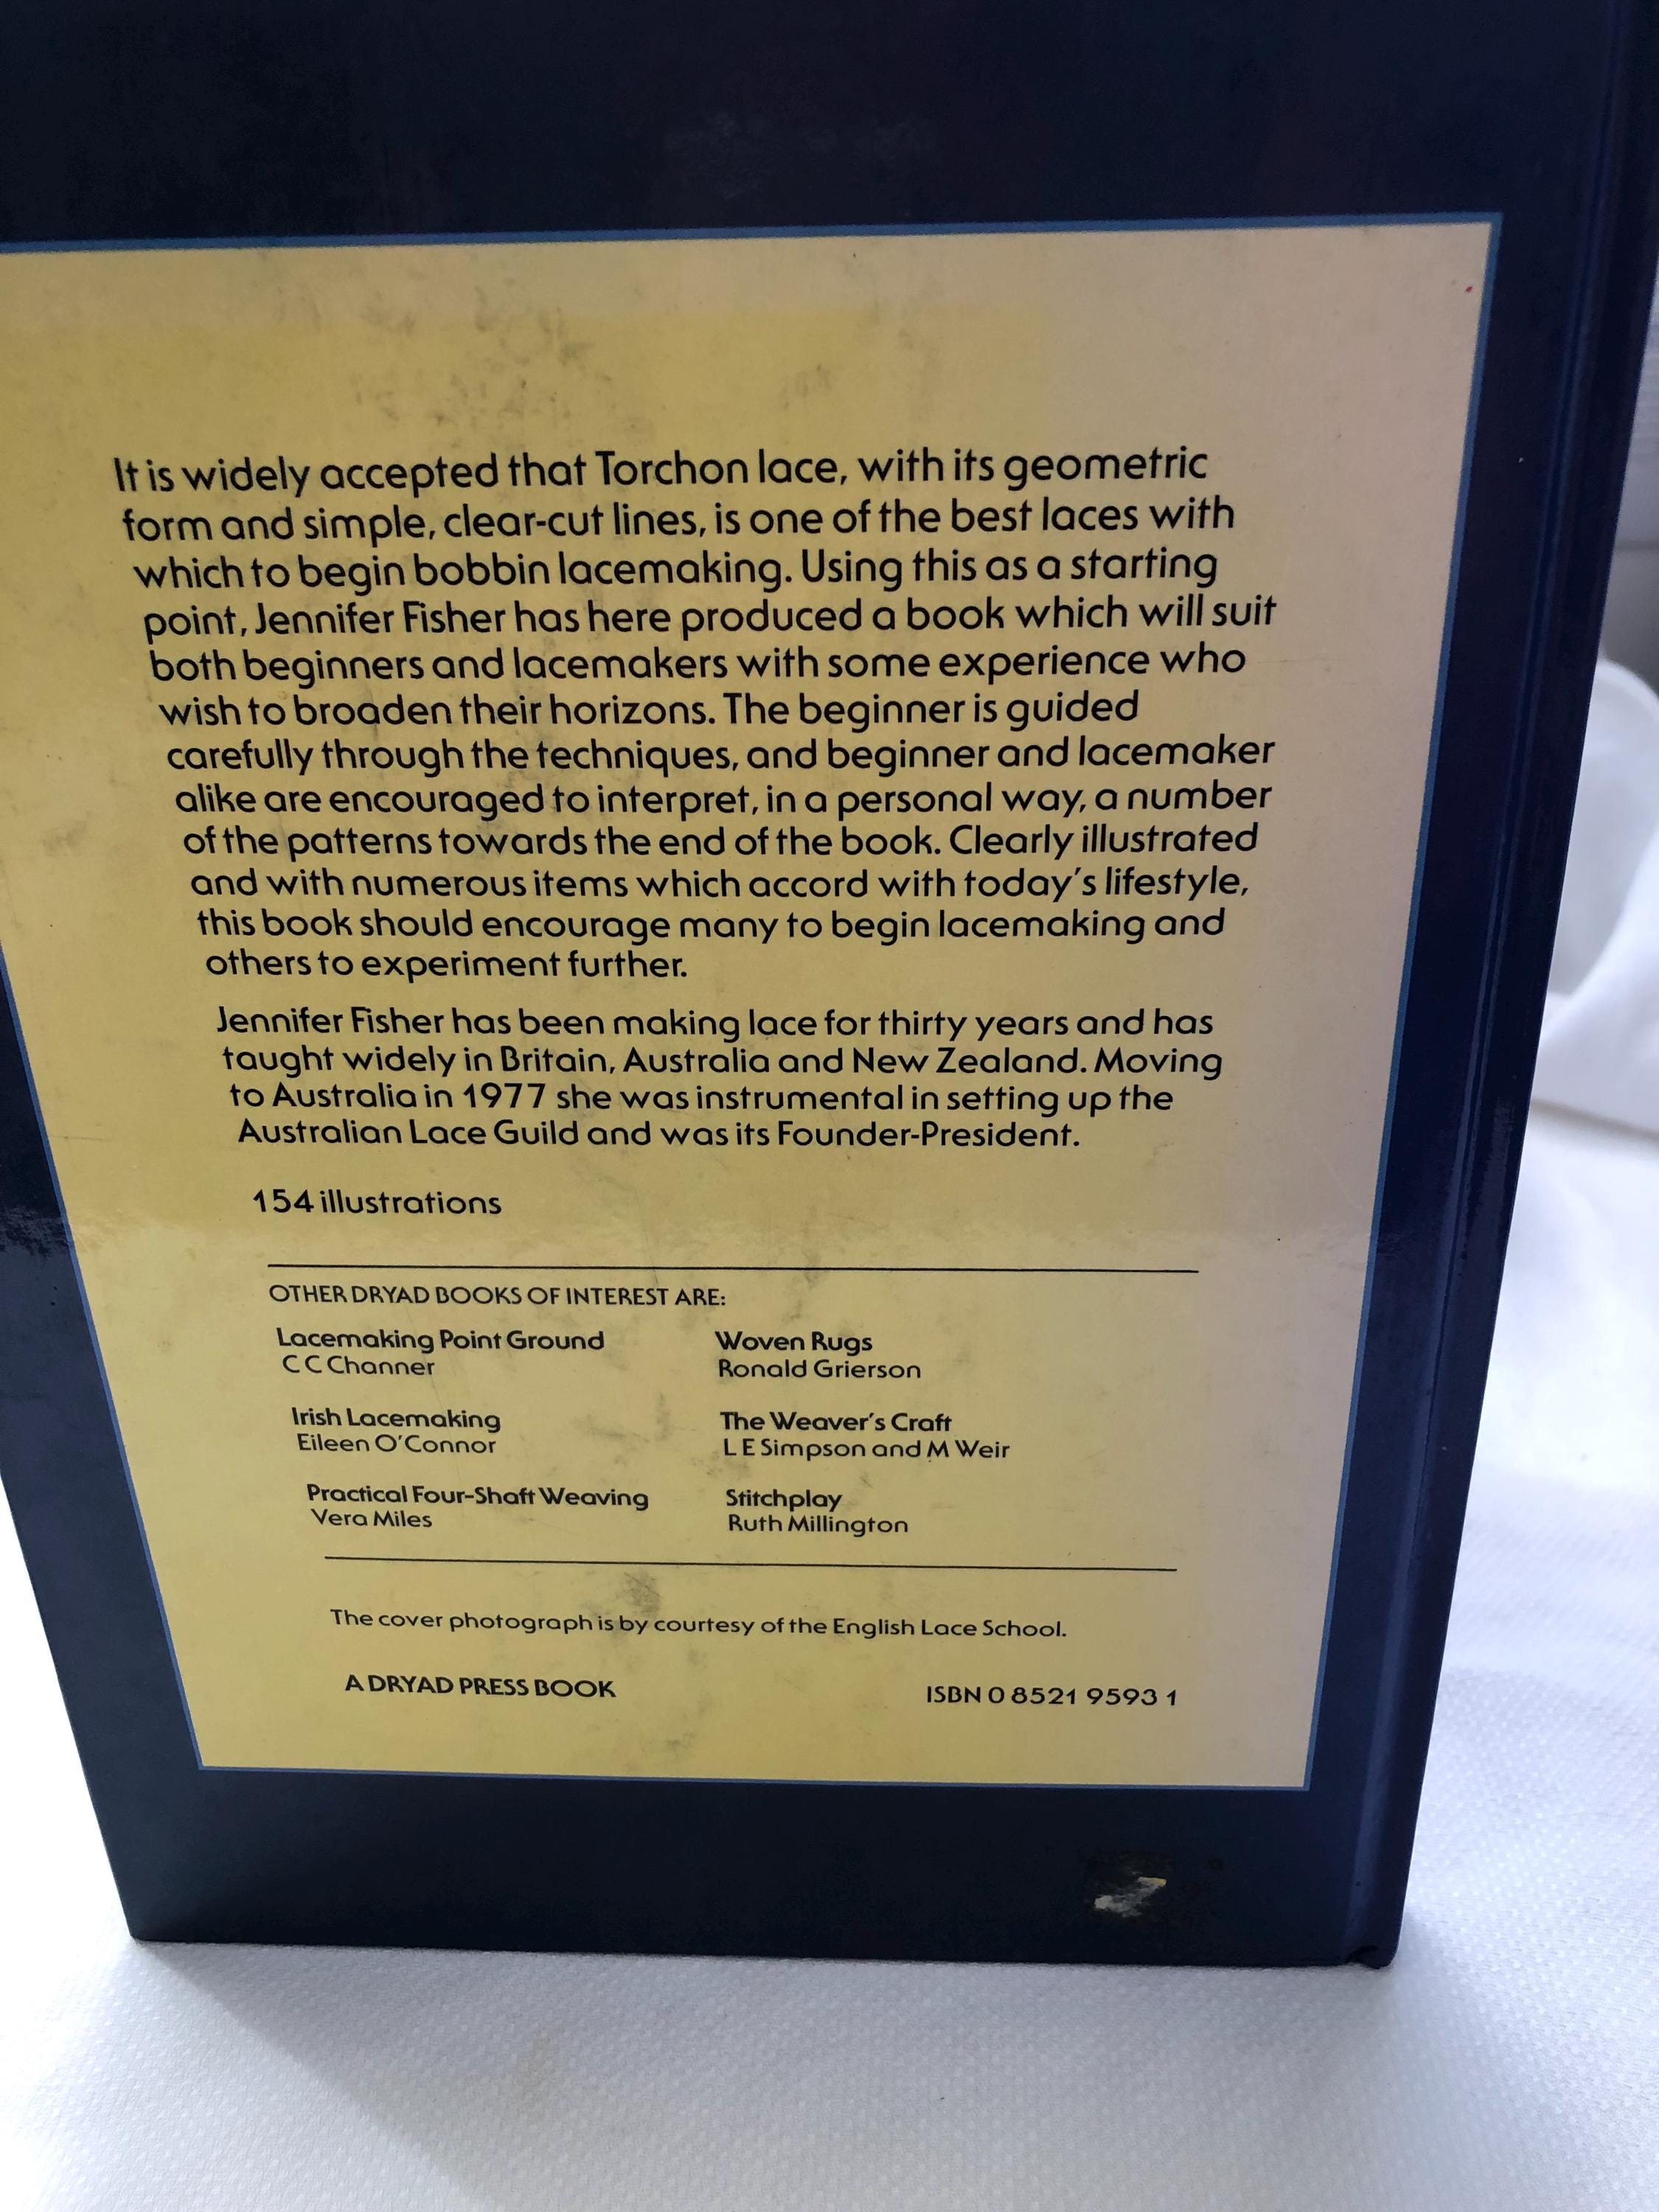 It is widely accepted that Torchon lace, with its geometric
form and simple, clear-cut lines, is one of the best laces with
which to begin bobbin lacemaking. Using this as a starting
point, Jennifer Fisher has here produced a book which will suit
both beginners and lacemakers with some experience who
wish to broaden their horizons. The beginner is guided
carefully through the techniques, and beginner and lacemaker
alike are encouraged to interpret, in a personal way, a number
of the patterns towards the end of the book. Clearly illustrated
and with numerous items which accord with today's lifestyle,
this book should encourage many to begin lacemaking and
others to experiment further.
Jennifer Fisher has been making lace for thirty years and has
taught widely in Britain, Australia and New Zealand. Moving
to Australia in 1977 she was instrumental in setting up the
Australian Lace Guild and was its Founder-President.
154 illustrations
OTHER DRYAD BOOKS OF INTEREST ARE:
Lacemaking Point Ground
C C Channer
Irish Lacemaking
Eileen O'Connor
Practical Four-Shaft Weaving
Vera Miles
Woven Rugs
Ronald Grierson
The Weaver's Craft
L E Simpson and M Weir
Stitchplay
Ruth Millington
The cover photograph is by courtesy of the English Lace School.
A DRYAD PRESS BOOK
ISBN 0 8521 9593 1